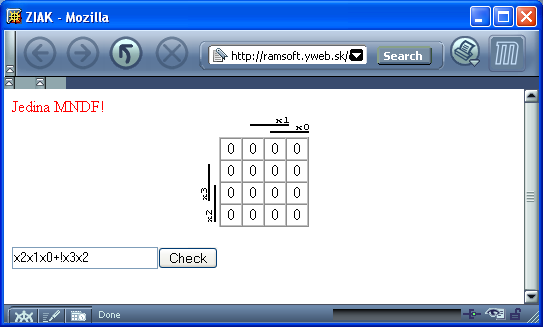 ZIAK - Mozilla
http://ramsoft.yweb.sk/ Search
Jedina MNDF!
x1
x0
0 0 0 0
0 0 0 0
x3
0 0 0 0
x2
0 0 0 0
x2x1x0+!x3x2 Check
Done